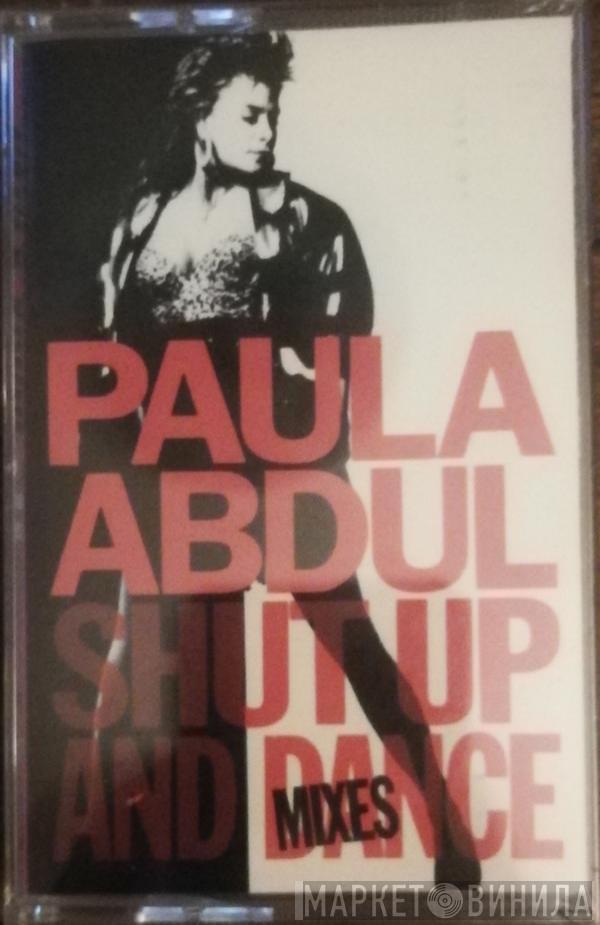 PAULA
ABDUL
SHUT UP
AND DANCE
MIXES
МАРКЕТ ВИНИЛА